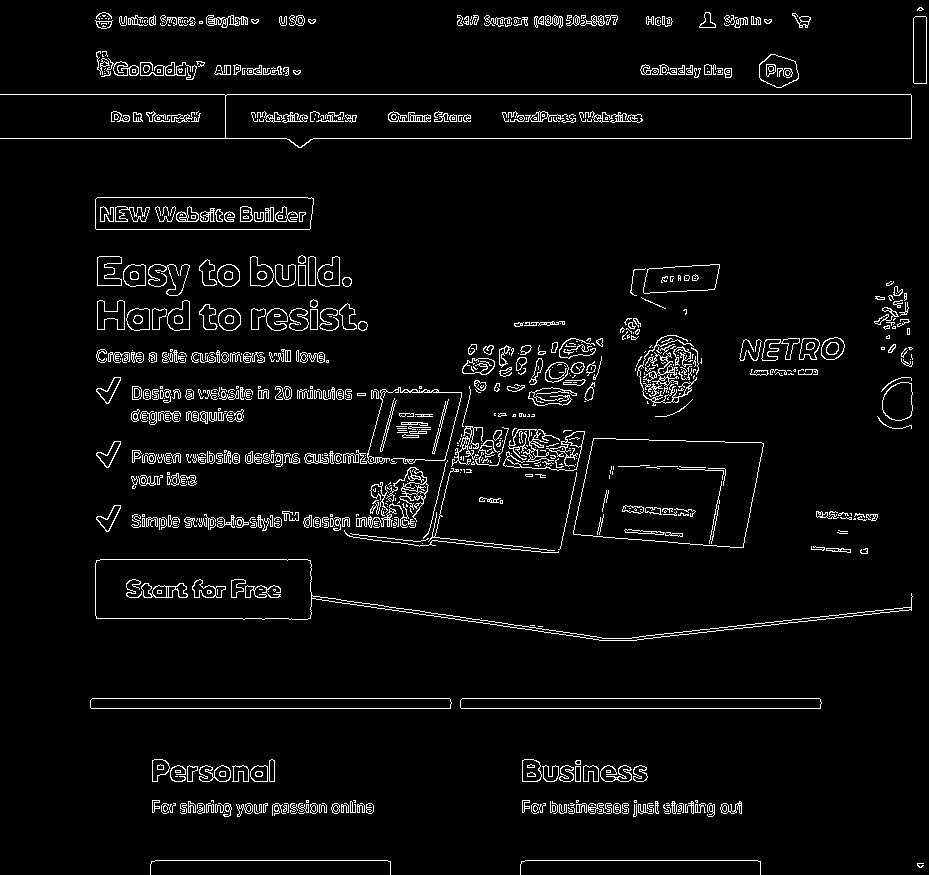 United States - English USD 24/7 Support (480) 505-8877 Help Sign In
GoDaddy™ All Products GoDaddy Blog Pro
Do It Yourself Website Builder Online Store WordPress Websites
NEW Website Builder
Easy to build.
Hard to resist.
Create a site customers will love.
Design a website in 20 minutes – no design
degree required
Proven website designs customizable to
your idea
Simple swipe-to-style™ design interface
Start for Free
NETRO
NETRO
FOOD PHILOSOPHY
Personal Business
For sharing your passion online For businesses just starting out